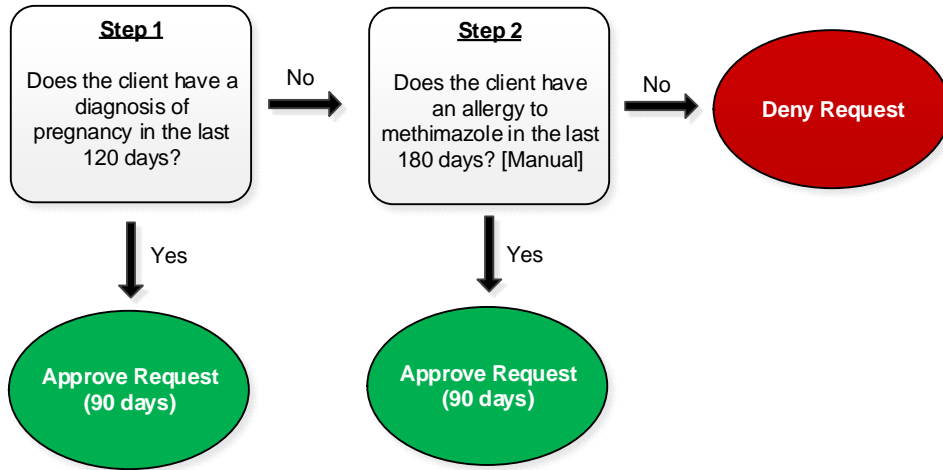 Step 1
Does the client have a
diagnosis of
pregnancy in the last
120 days?
No
Step 2
Does the client have
an allergy to
methimazole in the last
180 days? [Manual]
No
Deny Request
Yes
Yes
Approve Request
(90 days)
Approve Request
(90 days)